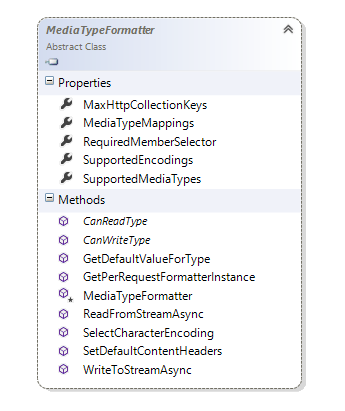 MediaTypeFormatter
Abstract Class
Properties
MaxHttpCollectionKeys
MediaTypeMappings
RequiredMemberSelector
SupportedEncodings
SupportedMediaTypes
Methods
CanReadType
CanWriteType
GetDefaultValueForType
GetPerRequestFormatterInstance
MediaTypeFormatter
ReadFromStreamAsync
SelectCharacterEncoding
SetDefaultContentHeaders
WriteToStreamAsync